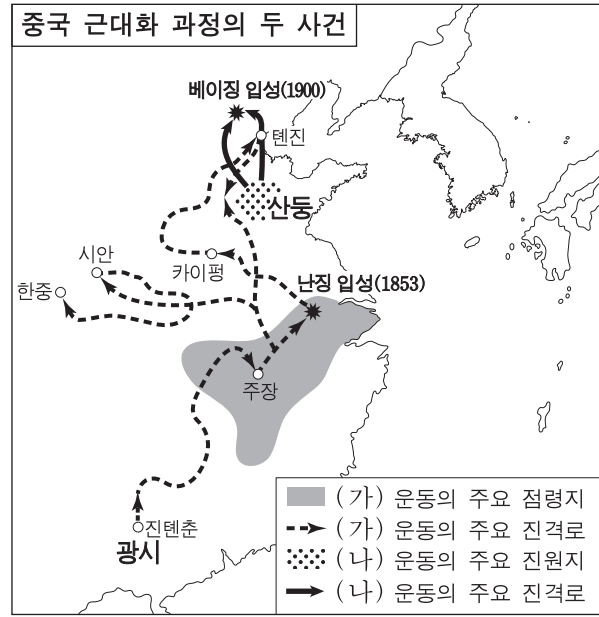 중국 근대화 과정의 두 사건
베이징 입성(1900)
톈진
산둥
시안
카이펑
한중
난징 입성(1853)
주장
진톈춘
광시
(가) 운동의 주요 점령지
(가) 운동의 주요 진격로
(나) 운동의 주요 진원지
(나) 운동의 주요 진격로